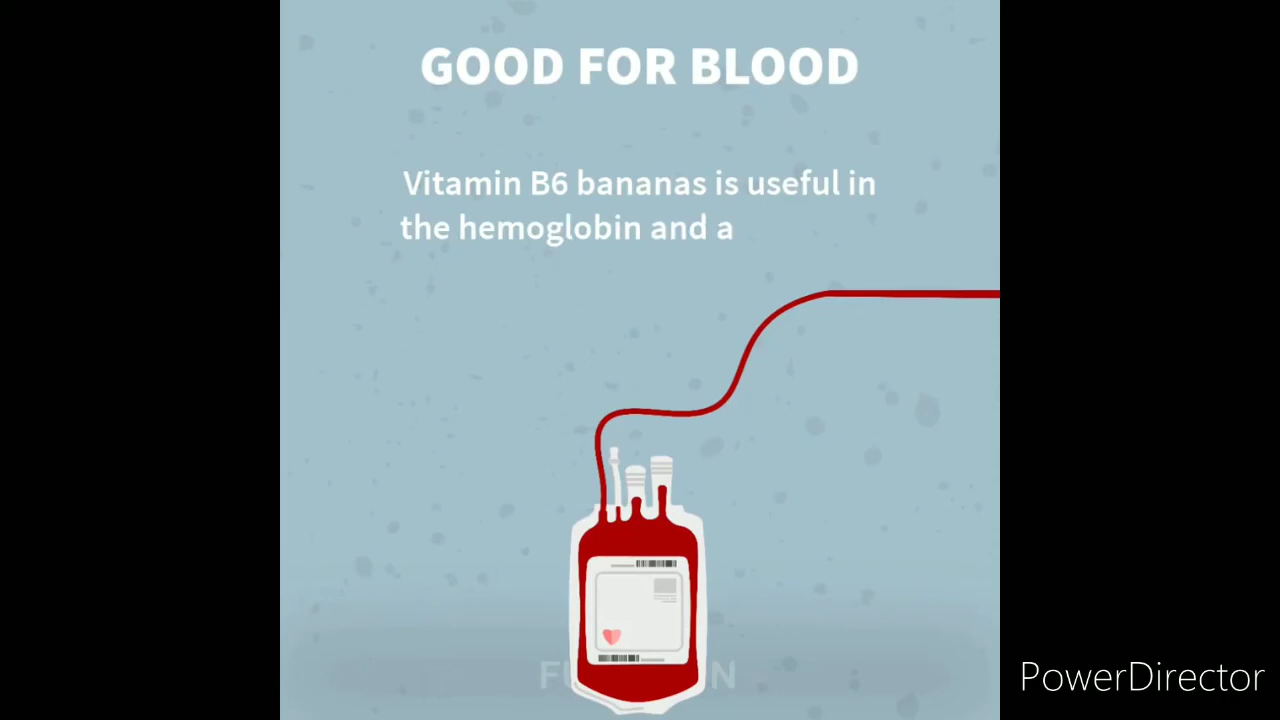 GOOD FOR BLOOD
Vitamin B6 bananas is useful in
the hemoglobin and a
PowerDirector